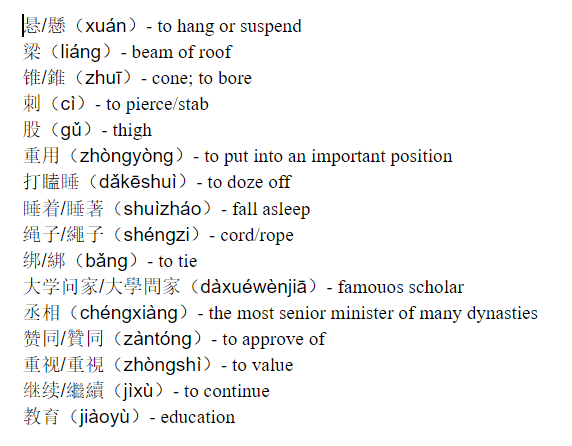 悬/懸（xuán）- to hang or suspend
梁（liáng）- beam of roof
锥/錐（zhuī）- cone; to bore
刺（cì）- to pierce/stab
股（gǔ）- thigh
重用（zhòngyòng）- to put into an important position
打瞌睡（dǎkēshuì）- to doze off
睡着/睡著（shuìzháo）- fall asleep
绳子/繩子（shéngzi）- cord/rope
绑/綁（bǎng）- to tie
大学问家/大學問家（dàxuéwènjiā）- famouos scholar
丞相（chéngxiàng）- the most senior minister of many dynasties
赞同/贊同（zàntóng）- to approve of
重视/重視（zhòngshì）- to value
继续/繼續（jìxù）- to continue
教育（jiàoyù）- education